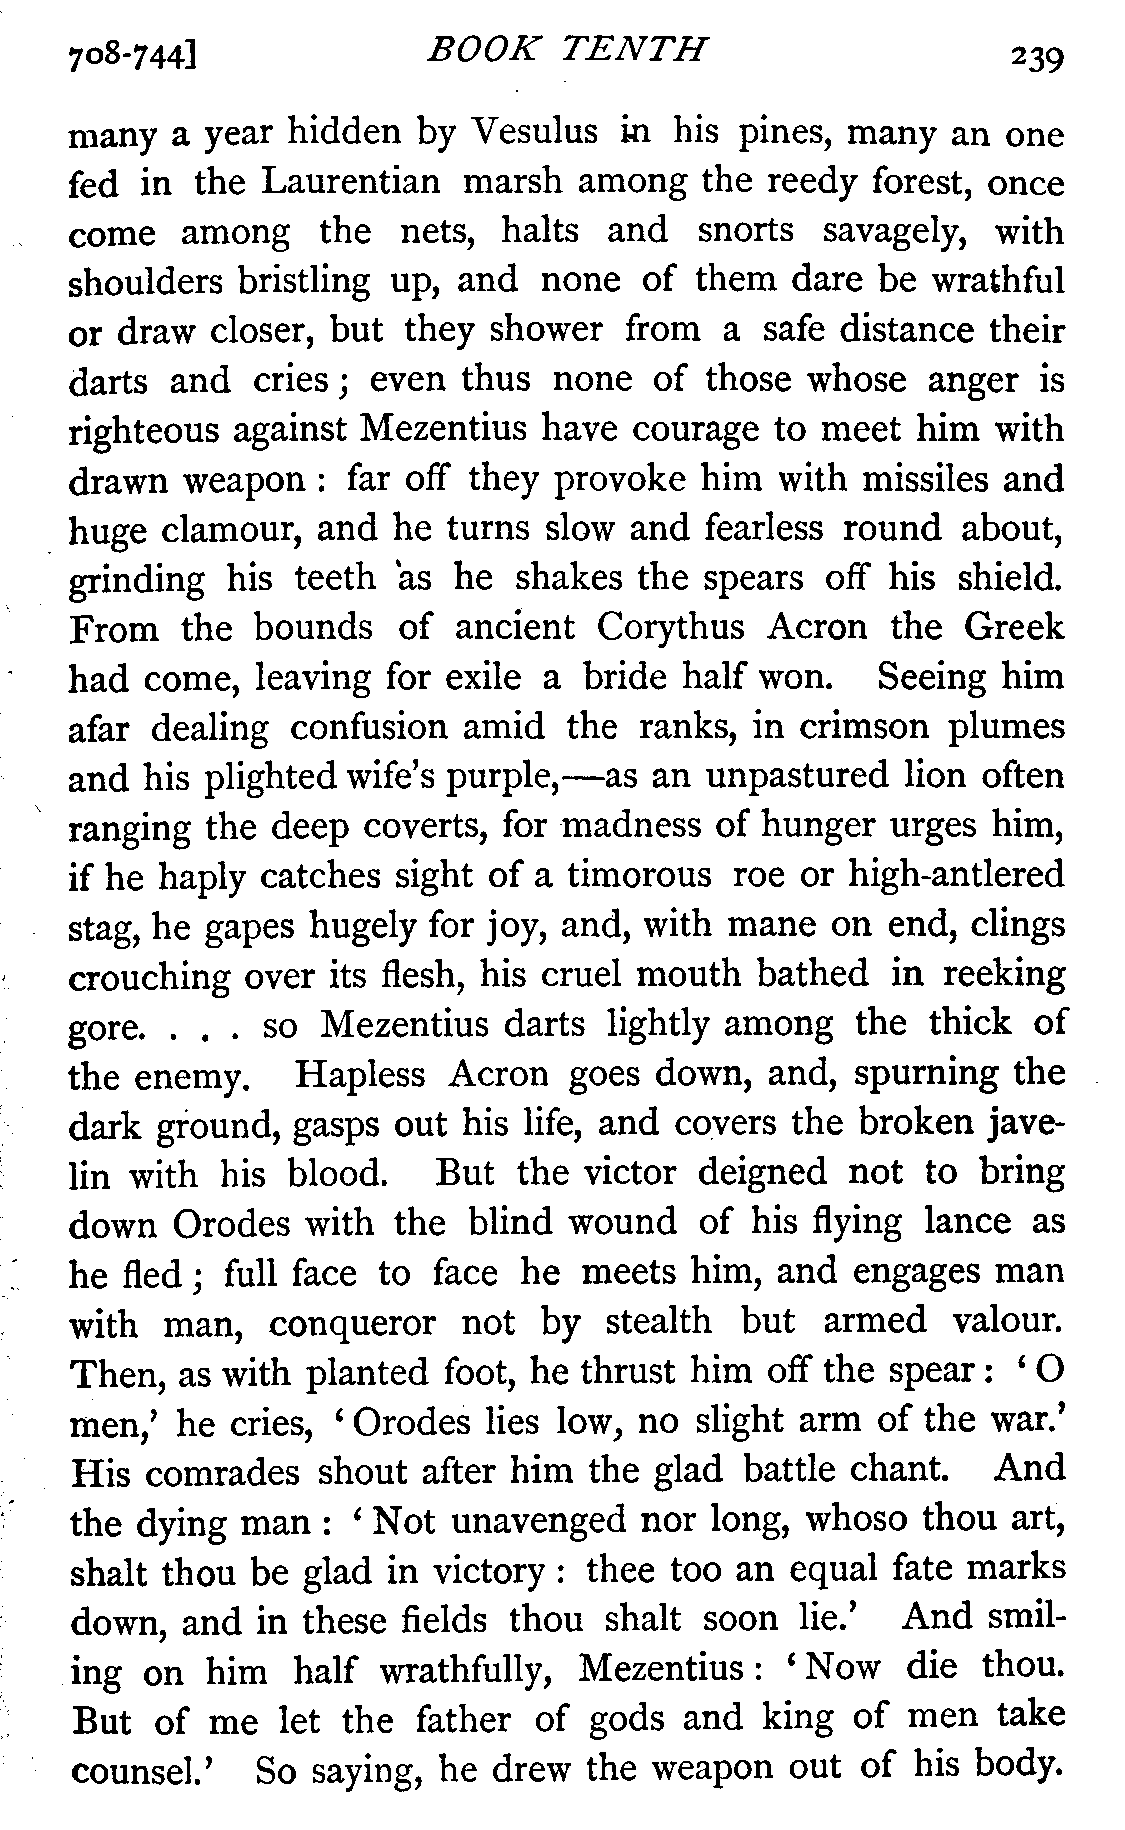 708-744] BOOK TENTH 239
many a year hidden by Vesulus in his pines, many an one
fed in the Laurentian marsh among the reedy forest, once
come among the nets, halts and snorts savagely, with
shoulders bristling up, and none of them dare be wrathful
or draw closer, but they shower from a safe distance their
darts and cries ; even thus none of those whose anger is
righteous against Mezentius have courage to meet him with
drawn weapon : far off they provoke him with missiles and
huge clamour, and he turns slow and fearless round about,
grinding his teeth as he shakes the spears off his shield.
From the bounds of ancient Corythus Acron the Greek
had come, leaving for exile a bride half won. Seeing him
afar dealing confusion amid the ranks, in crimson plumes
and his plighted wife's purple,—as an unpastured lion often
ranging the deep coverts, for madness of hunger urges him,
if he haply catches sight of a timorous roe or high-antlered
stag, he gapes hugely for joy, and, with mane on end, clings
crouching over its flesh, his cruel mouth bathed in reeking
gore. . . . so Mezentius darts lightly among the thick of
the enemy. Hapless Acron goes down, and, spurning the
dark ground, gasps out his life, and covers the broken jave-
lin with his blood. But the victor deigned not to bring
down Orodes with the blind wound of his flying lance as
he fled ; full face to face he meets him, and engages man
with man, conqueror not by stealth but armed valour.
Then, as with planted foot, he thrust him off the spear : ‘ O
men,’ he cries, ‘ Orodes lies low, no slight arm of the war.’
His comrades shout after him the glad battle chant. And
the dying man : ‘ Not unavenged nor long, whoso thou art,
shalt thou be glad in victory : thee too an equal fate marks
down, and in these fields thou shalt soon lie.’ And smil-
ing on him half wrathfully, Mezentius : ‘ Now die thou.
But of me let the father of gods and king of men take
counsel.’ So saying, he drew the weapon out of his body.